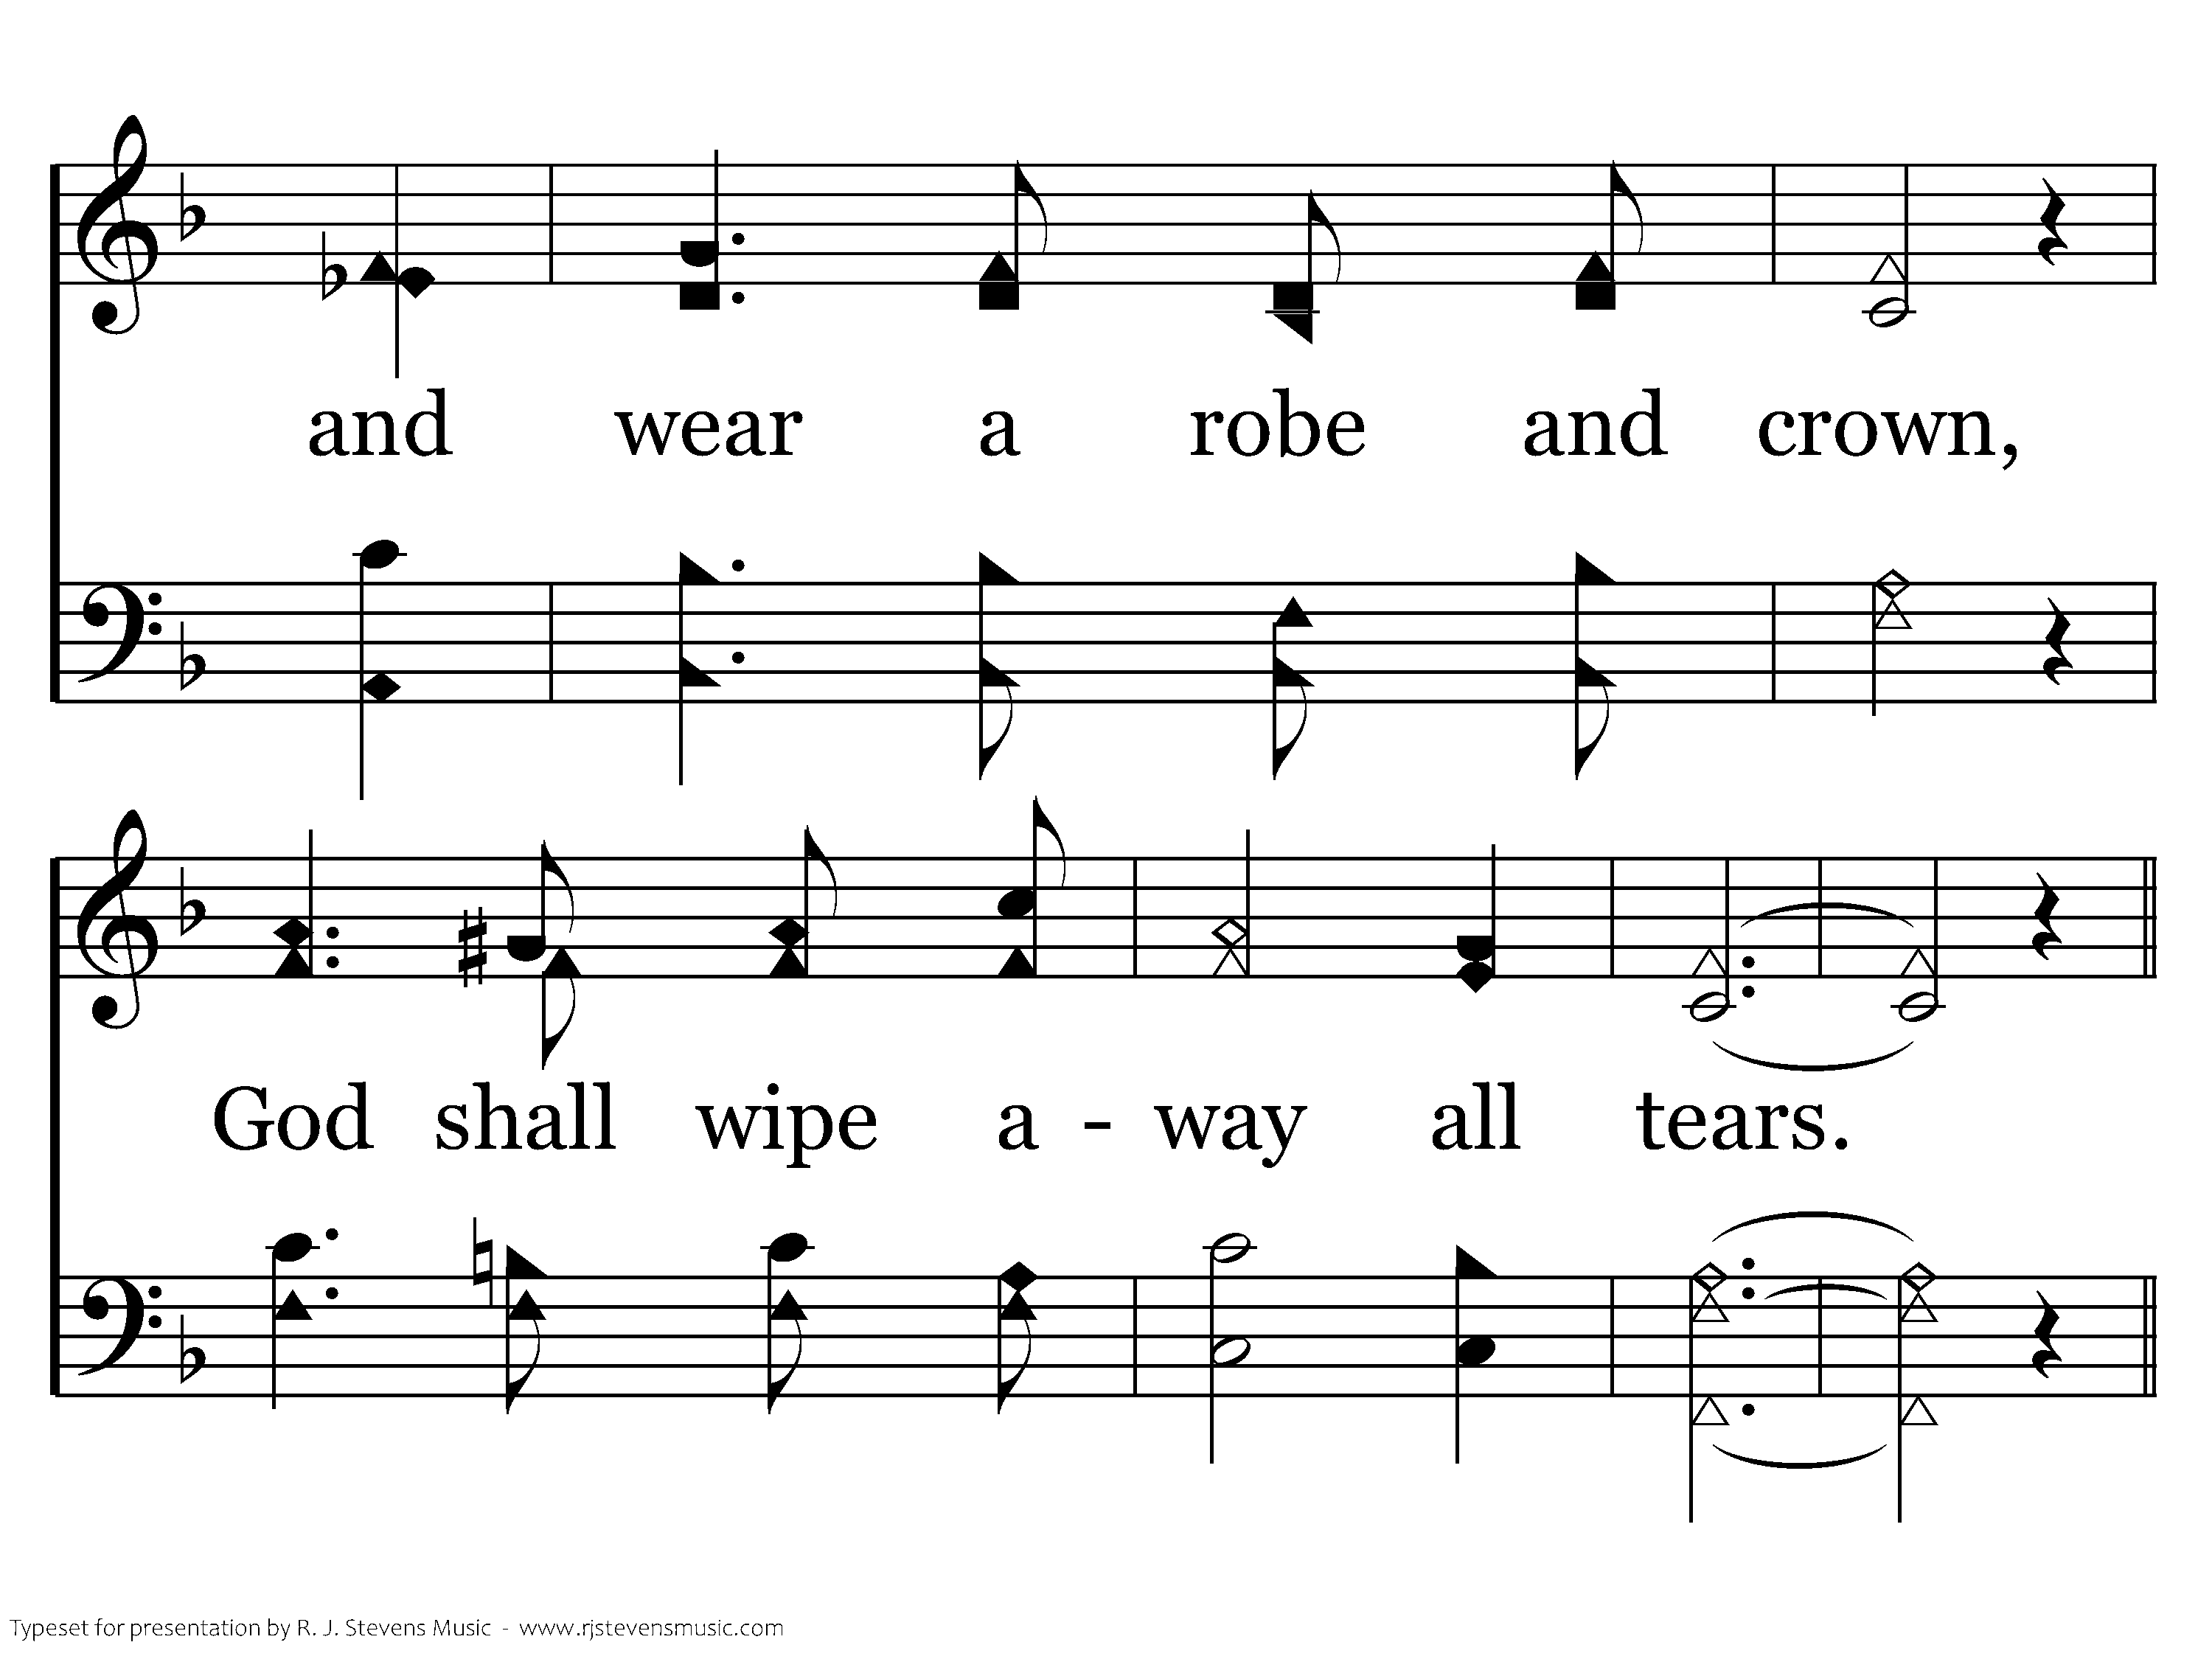 and wear a robe and crown,
God shall wipe a - way all tears.
Typeset for presentation by R. J. Stevens Music - www.rjstevensmusic.com